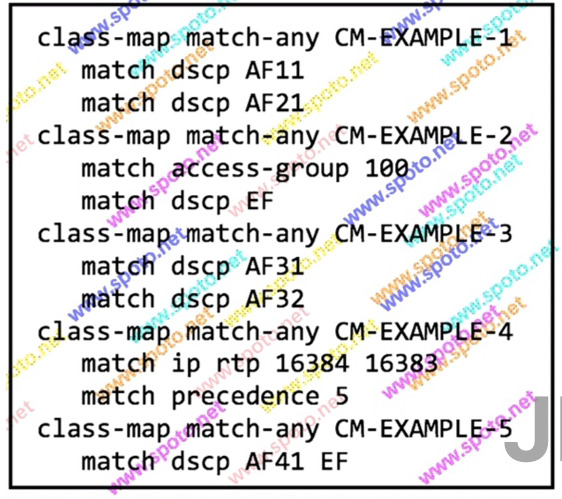 class-map match-any CM-EXAMPLE-1
match dscp AF11
match dscp AF21
class-map match-any CM-EXAMPLE-2
match access-group 100
match dscp EF
class-map match-any CM-EXAMPLE-3
match dscp AF31
match dscp AF32
class-map match-any CM-EXAMPLE-4
match ip rtp 16384 16383
match precedence 5
class-map match-any CM-EXAMPLE-5
match dscp AF41 EF
www.spoto.net